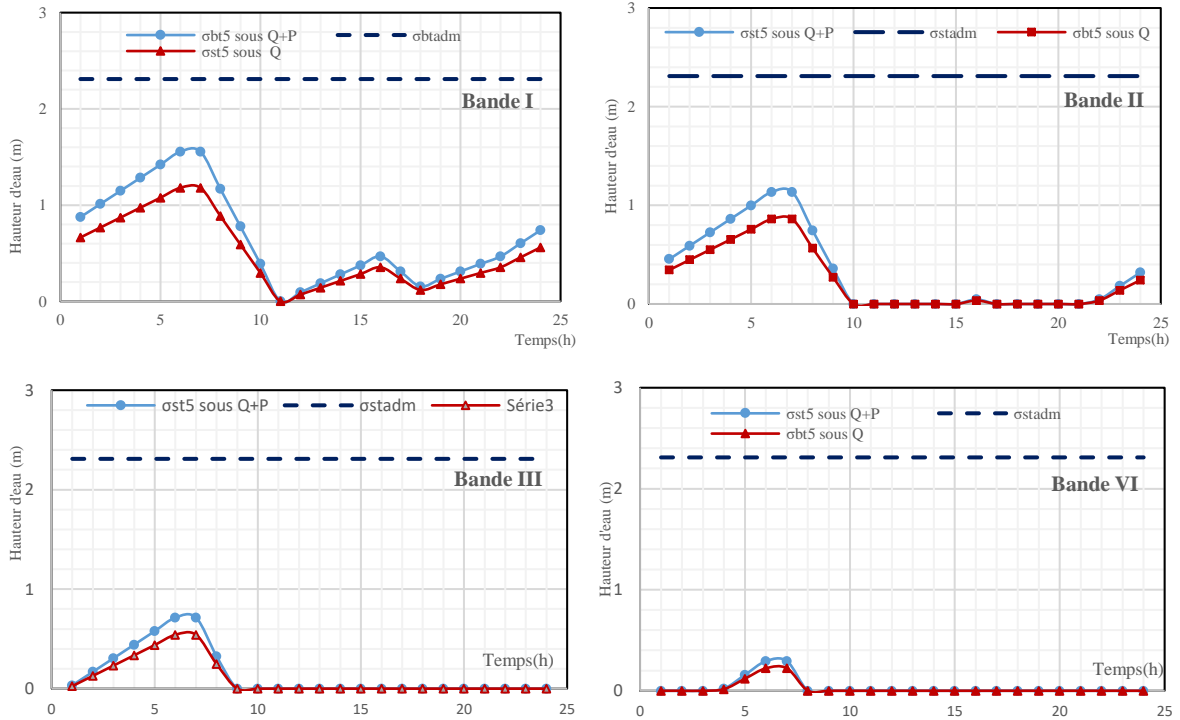 3
σbt5 sous Q+P
σbtadm
σst5 sous Q
Bande I
2
1
0
Hauteur d'eau (m)
0
5
10
15
20
25
Temps(h)
3
σst5 sous Q+P
σstadm
σbt5 sous Q
Bande II
2
1
0
Hauteur d'eau (m)
0
5
10
15
20
25
Temps(h)
3
σst5 sous Q+P
σstadm
Série3
Bande III
2
1
0
Hauteur d'eau (m)
Temps(h)
0
5
10
15
20
25
3
σst5 sous Q+P
σstadm
σbt5 sous Q
Bande VI
2
1
0
Hauteur d'eau (m)
Temps(h)
0
5
10
15
20
25